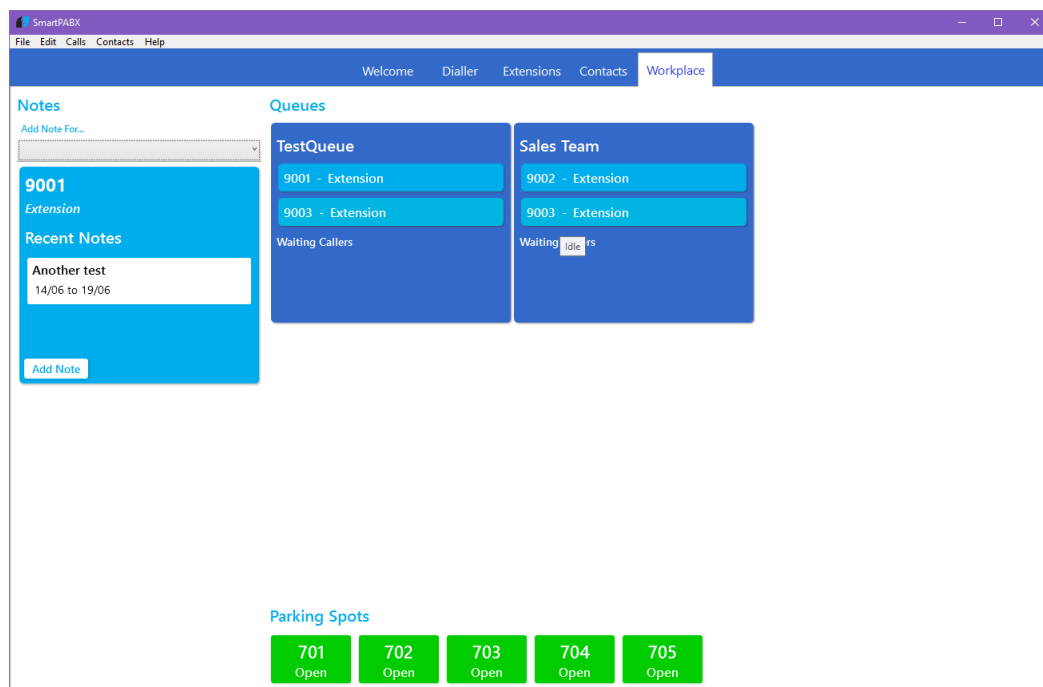 SmartPABX
File Edit Calls Contacts Help
Welcome Dialler Extensions Contacts Workplace
Notes
Add Note For...
9001
Extension
Recent Notes
Another test
14/06 to 19/06
Add Note
Queues
TestQueue
9001 - Extension
9003 - Extension
Waiting Callers
Sales Team
9002 - Extension
9003 - Extension
Waiting rs
Idle
Parking Spots
701
Open
702
Open
703
Open
704
Open
705
Open